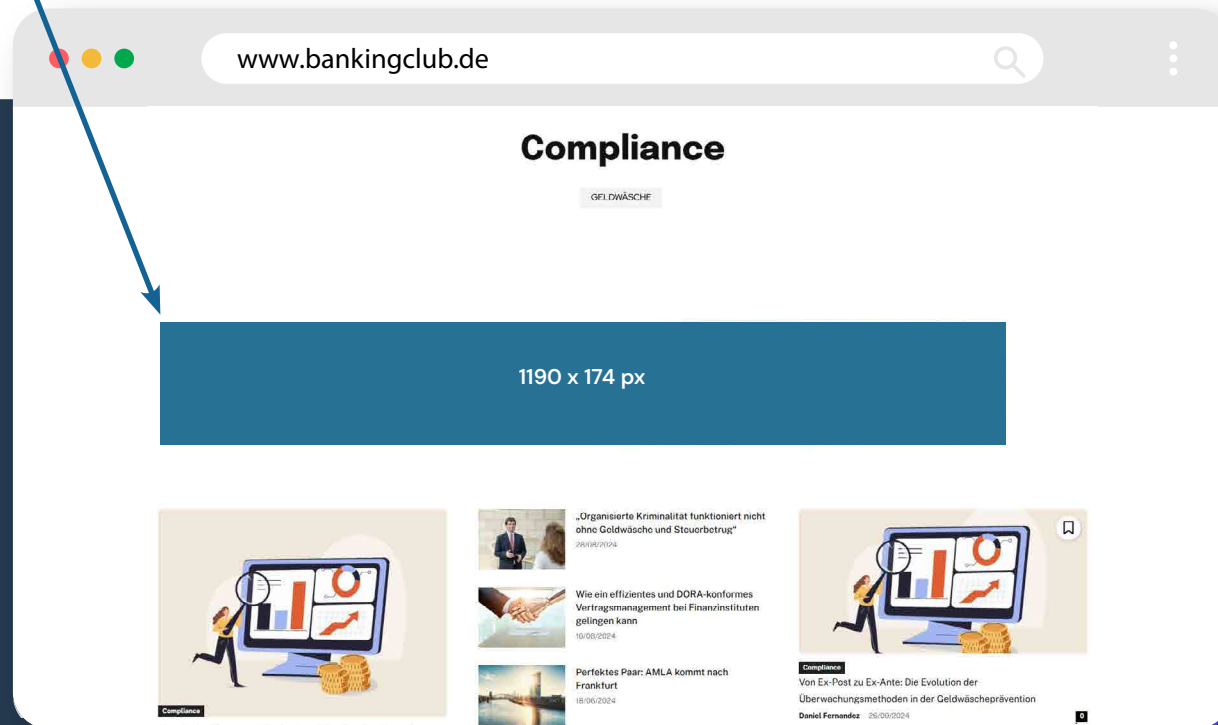 www.bankingclub.de
Compliance
GELDWÄSCHE
1190 x 174 px
Compliance
„Organisierte Kriminalität funktioniert nicht
ohne Geldwäsche und Steuerbetrug“
28/08/2024
Wie ein effizientes und DORA-konformes
Vertragsmanagement bei Finanzinstituten
gelingen kann
19/08/2024
Perfektes Paar: AMLA kommt nach
Frankfurt
18/06/2024
Compliance
Von Ex-Post zu Ex-Ante: Die Evolution der
Überwachungsmethoden in der Geldwäscheprävention
Daniel Fernandez 26/09/2024
0